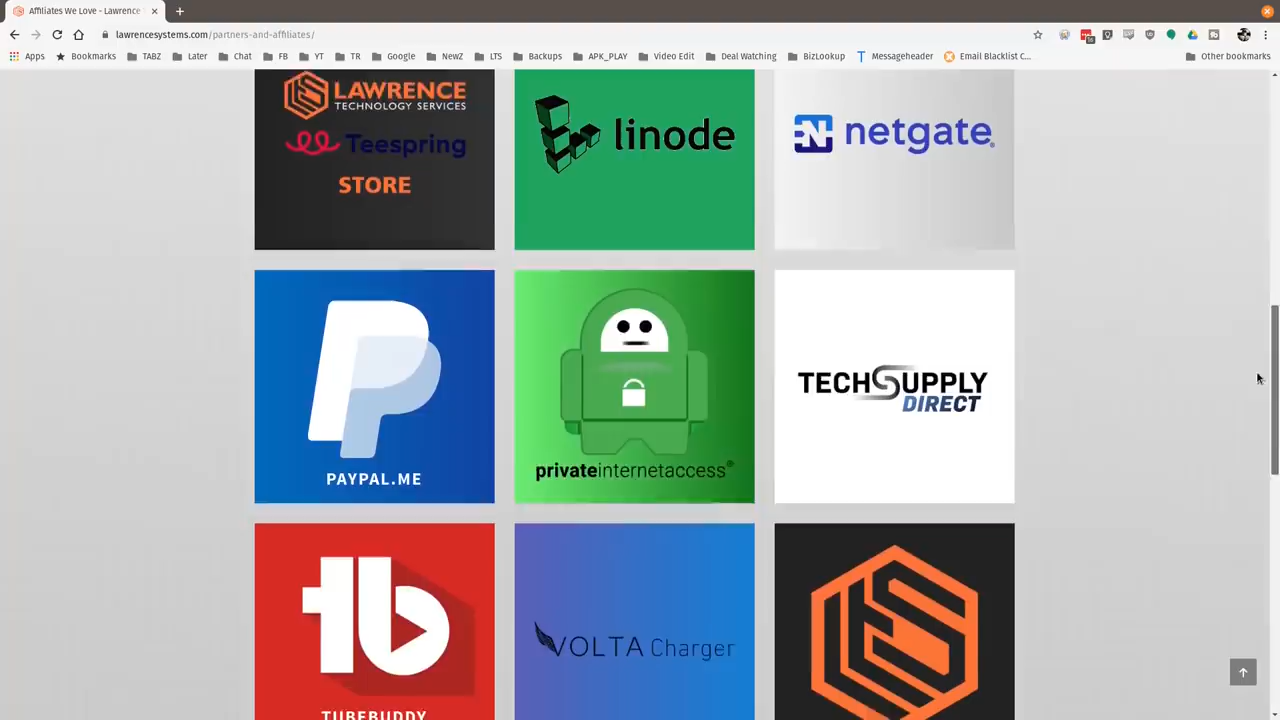 Affiliates We Love - Lawrence
lawrencesystems.com/partners-and-affiliates/
Apps Bookmarks TABZ Later Chat FB YT TR Google NewZ LTS Backups APK_PLAY Video Edit Deal Watching BizLookup Messageheader Email Blacklist C... Other bookmarks
LAWRENCE
TECHNOLOGY SERVICES
Teespring
STORE
linode
netgate®
PAYPAL.ME
privateinternetaccess®
TECHSUPPLY
DIRECT
TUBEBUDDY
VOLTA Charger